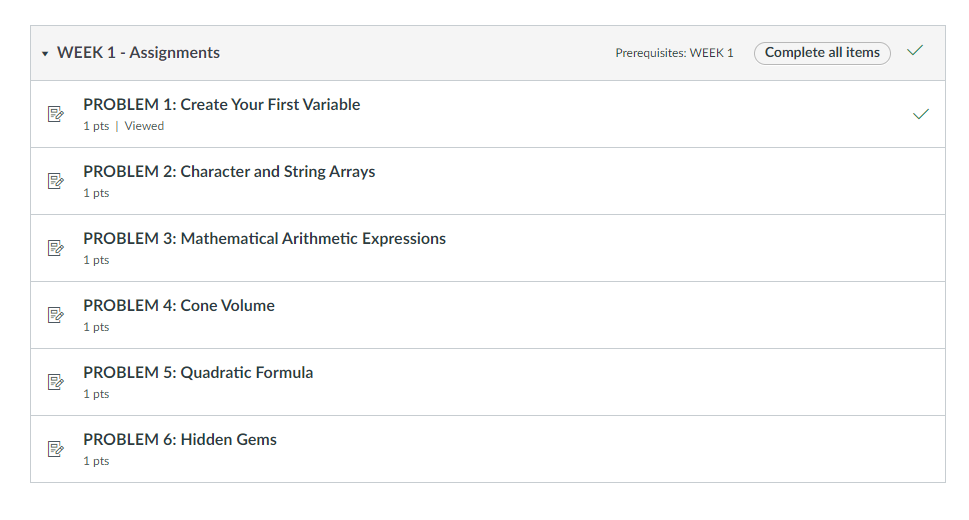 WEEK 1 - Assignments Prerequisites: WEEK 1 Complete all items
PROBLEM 1: Create Your First Variable
1 pts | Viewed
PROBLEM 2: Character and String Arrays
1 pts
PROBLEM 3: Mathematical Arithmetic Expressions
1 pts
PROBLEM 4: Cone Volume
1 pts
PROBLEM 5: Quadratic Formula
1 pts
PROBLEM 6: Hidden Gems
1 pts